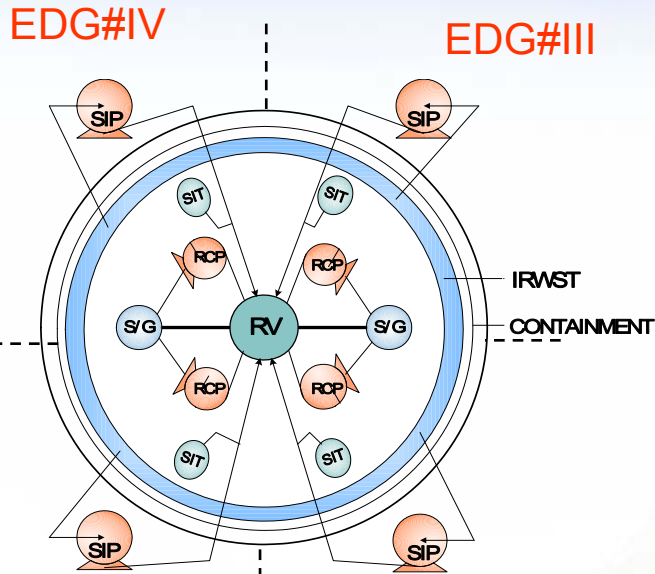 EDG#IV
EDG#III
SIP
SIP
SIT
SIT
RCP
RCP
IRWST
S/G
RV
S/G
CONTAINMENT
RCP
RCP
SIT
SIT
SIP
SIP